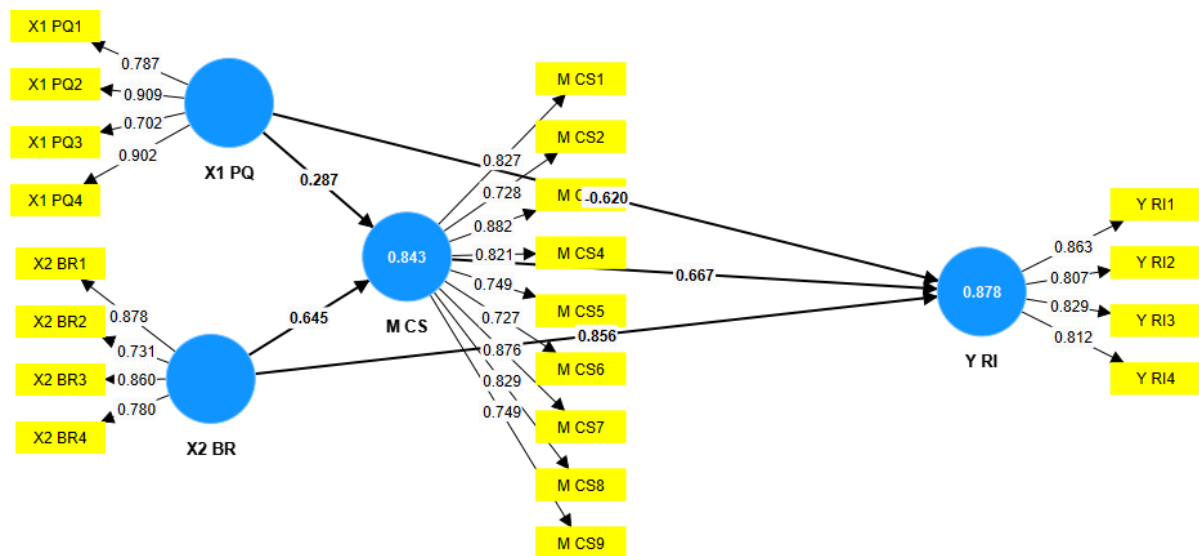 X1 PQ1
X1 PQ2
X1 PQ3
X1 PQ4
0.787
0.909
0.702
0.902
X1 PQ
X2 BR1
X2 BR2
X2 BR3
X2 BR4
0.878
0.731
0.860
0.780
X2 BR
0.287
0.645
0.843
M CS
0.827
0.728
0.882
0.821
0.749
0.727
0.876
0.829
0.749
M CS1
M CS2
M C
M CS4
M CS5
M CS6
M CS7
M CS8
M CS9
-0.620
0.667
0.856
0.878
Y RI
0.863
0.807
0.829
0.812
Y RI1
Y RI2
Y RI3
Y RI4